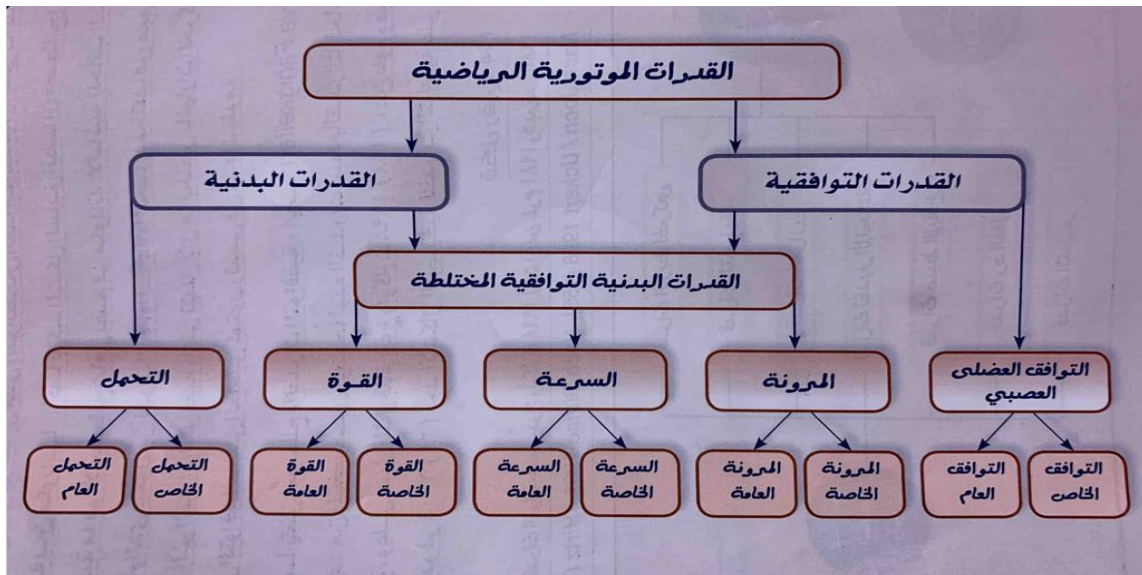 القدرات الموتورية الرياضية
القدرات التوافقية
القدرات البدنية
القدرات البدنية التوافقية المختلطة
التوافق العضلى
العصبي
المرونة
السرعة
القوة
التحمل
التوافق
الخاص
التوافق
العام
المرونة
الخاصة
المرونة
العامة
السرعة
الخاصة
السرعة
العامة
القوة
الخاصة
القوة
العامة
التحمل
الخاص
التحمل
العام